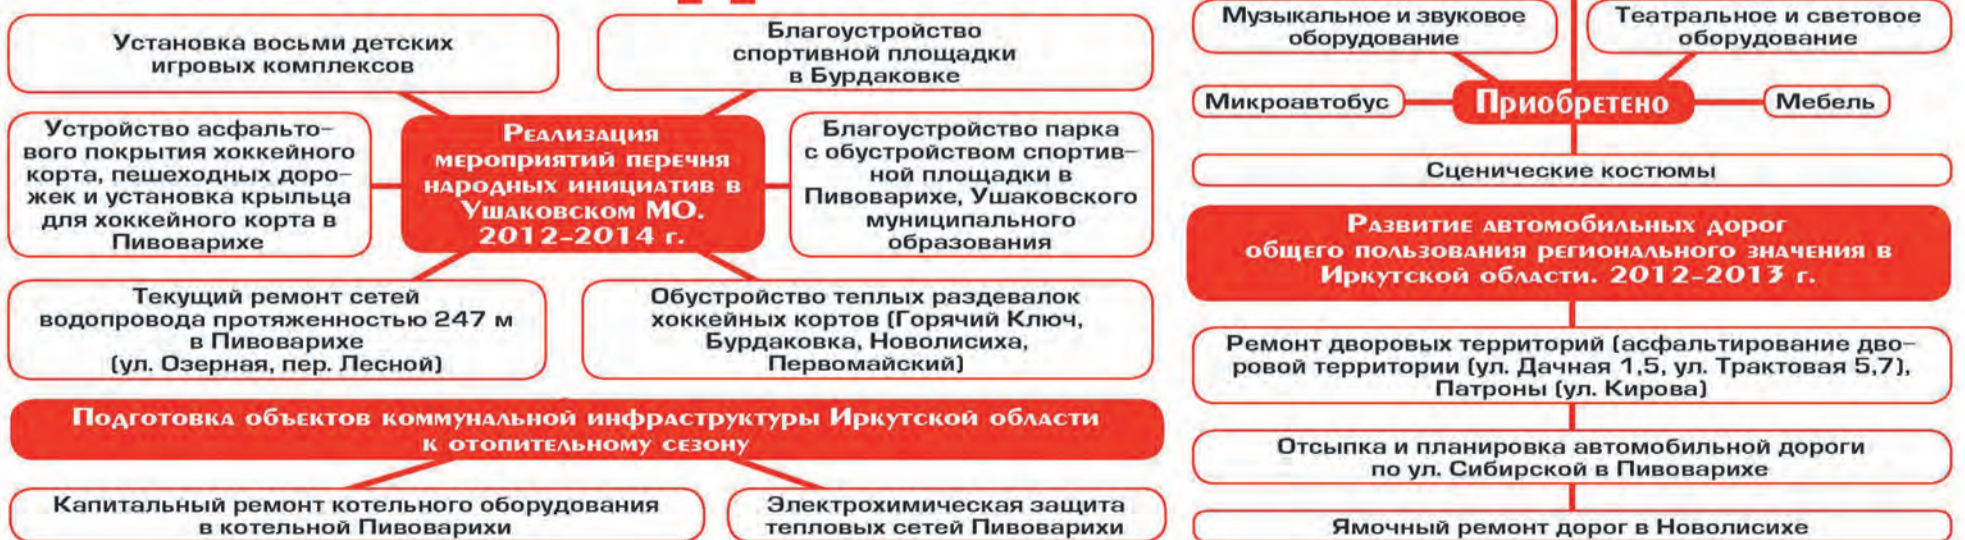 Установка восьми детских
игровых комплексов
Благоустройство
спортивной площадки
в Бурдаковке
Устройство асфальто-
вого покрытия хоккейного
корта, пешеходных доро-
жек и установка крыльца
для хоккейного корта в
Пивоварихе
Реализация
мероприятий перечня
народных инициатив в
Ушаковском МО.
2012-2014 г.
Благоустройство парка
с обустройством спортив-
ной площадки в
Пивоварихе, Ушаковского
муниципального
образования
Текущий ремонт сетей
водопровода протяженностью 247 м
в Пивоварихе
(ул. Озерная, пер. Лесной)
Обустройство теплых раздевалок
хоккейных кортов (Горячий Ключ,
Бурдаковка, Новолисиха,
Первомайский)
Подготовка объектов коммунальной инфраструктуры Иркутской области
к отопительному сезону
Капитальный ремонт котельного оборудования
в котельной Пивоварихи
Электрохимическая защита
тепловых сетей Пивоварихи
Музыкальное и звуковое
оборудование
Театральное и световое
оборудование
Микроавтобус
Приобретено
Мебель
Сценические костюмы
Развитие автомобильных дорог
общего пользования регионального значения в
Иркутской области. 2012-2013 г.
Ремонт дворовых территорий (асфальтирование дво-
ровой территории (ул. Дачная 1,5, ул. Трактовая 5,7),
Патроны (ул. Кирова)
Отсыпка и планировка автомобильной дороги
по ул. Сибирской в Пивоварихе
Ямочный ремонт дорог в Новолисихе